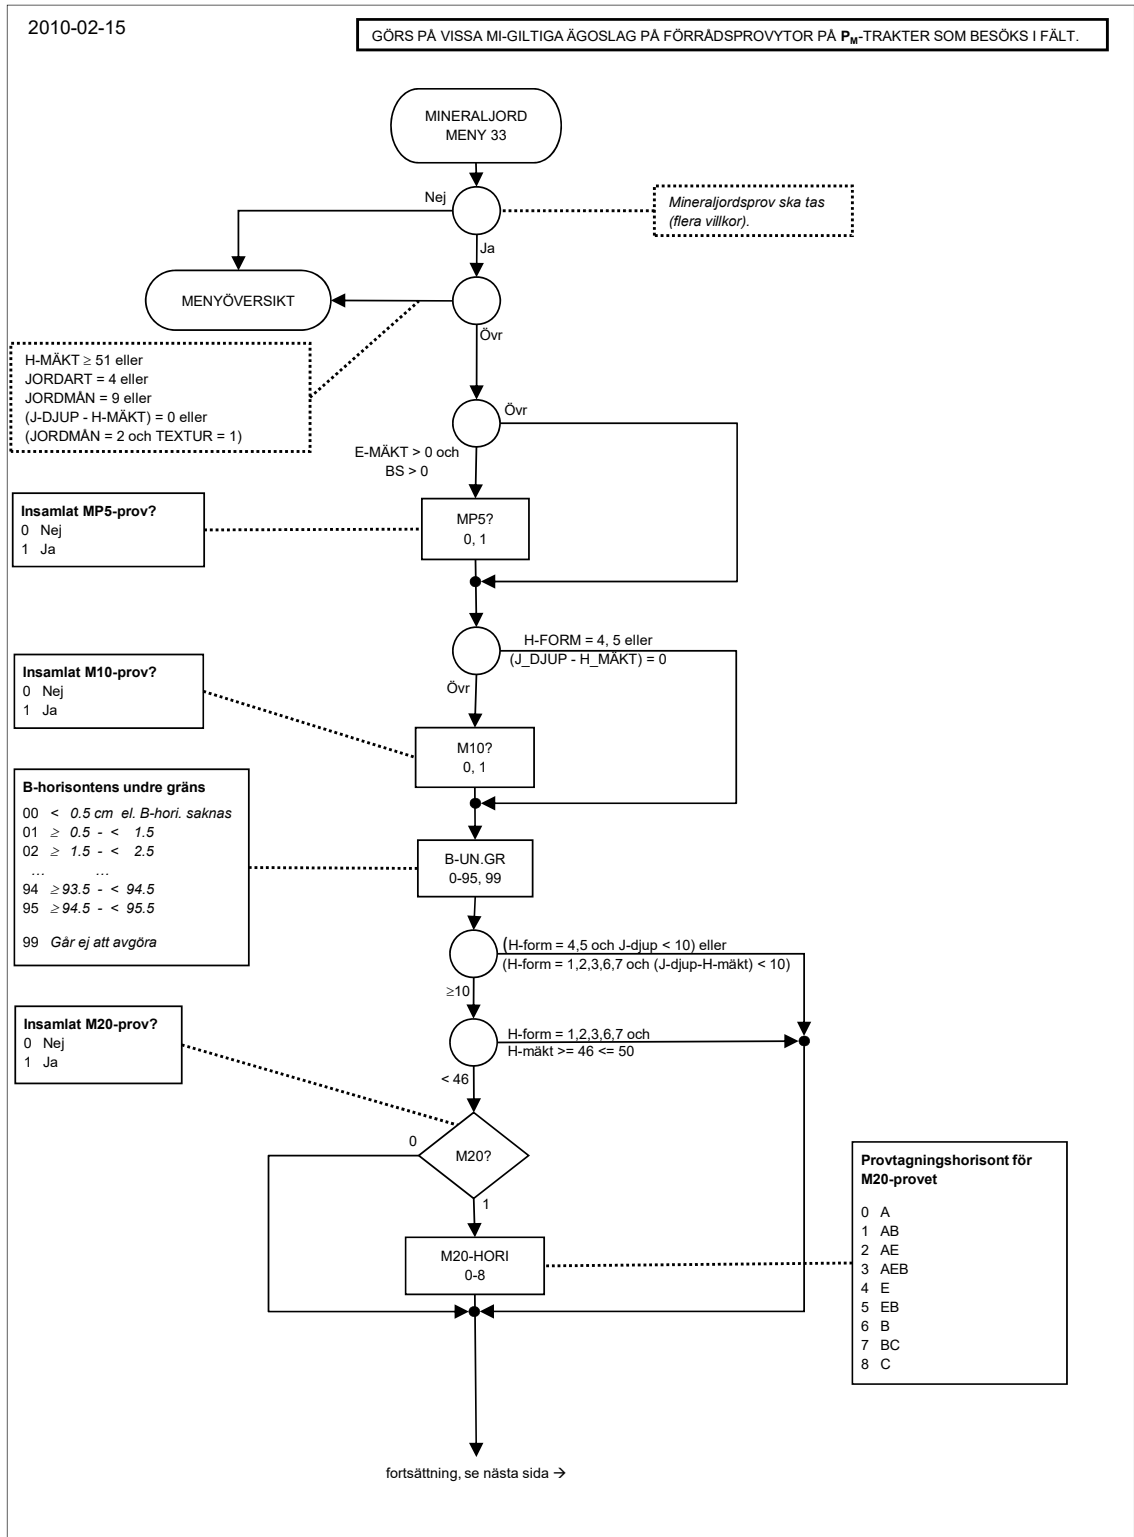 2010-02-15
GÖRS PÅ VISSA MI-GILTIGA ÄGOSLAG PÅ FÖRRÅDSPROVYTOR PÅ PM-TRAKTER SOM BESÖKS I FÄLT.
MINERALJORD
MENY 33
Nej
Mineraljordsprov ska tas
(flera villkor).
Ja
MENYÖVERSIKT
Övr
H-MÄKT ≥ 51 eller
JORDART = 4 eller
JORDMÅN = 9 eller
(J-DJUP - H-MÄKT) = 0 eller
(JORDMÅN = 2 och TEXTUR = 1)
Övr
E-MÄKT > 0 och
BS > 0
Insamlat MP5-prov?
0 Nej
1 Ja
MP5?
0, 1
H-FORM = 4, 5 eller
(J_DJUP - H_MÄKT) = 0
Övr
Insamlat M10-prov?
0 Nej
1 Ja
M10?
0, 1
B-horisontens undre gräns
00 < 0.5 cm el. B-hori. saknas
01 ≥ 0.5 - < 1.5
02 ≥ 1.5 - < 2.5
... ...
94 ≥ 93.5 - < 94.5
95 ≥ 94.5 - < 95.5
99 Går ej att avgöra
B-UN.GR
0-95, 99
(H-form = 4,5 och J-djup < 10) eller
(H-form = 1,2,3,6,7 och (J-djup-H-mäkt) < 10)
≥10
Insamlat M20-prov?
0 Nej
1 Ja
H-form = 1,2,3,6,7 och
H-mäkt >= 46 <= 50
< 46
0
M20?
1
M20-HORI
0-8
Provtagningshorisont för
M20-provet
0 A
1 AB
2 AE
3 AEB
4 E
5 EB
6 B
7 BC
8 C
fortsättning, se nästa sida →